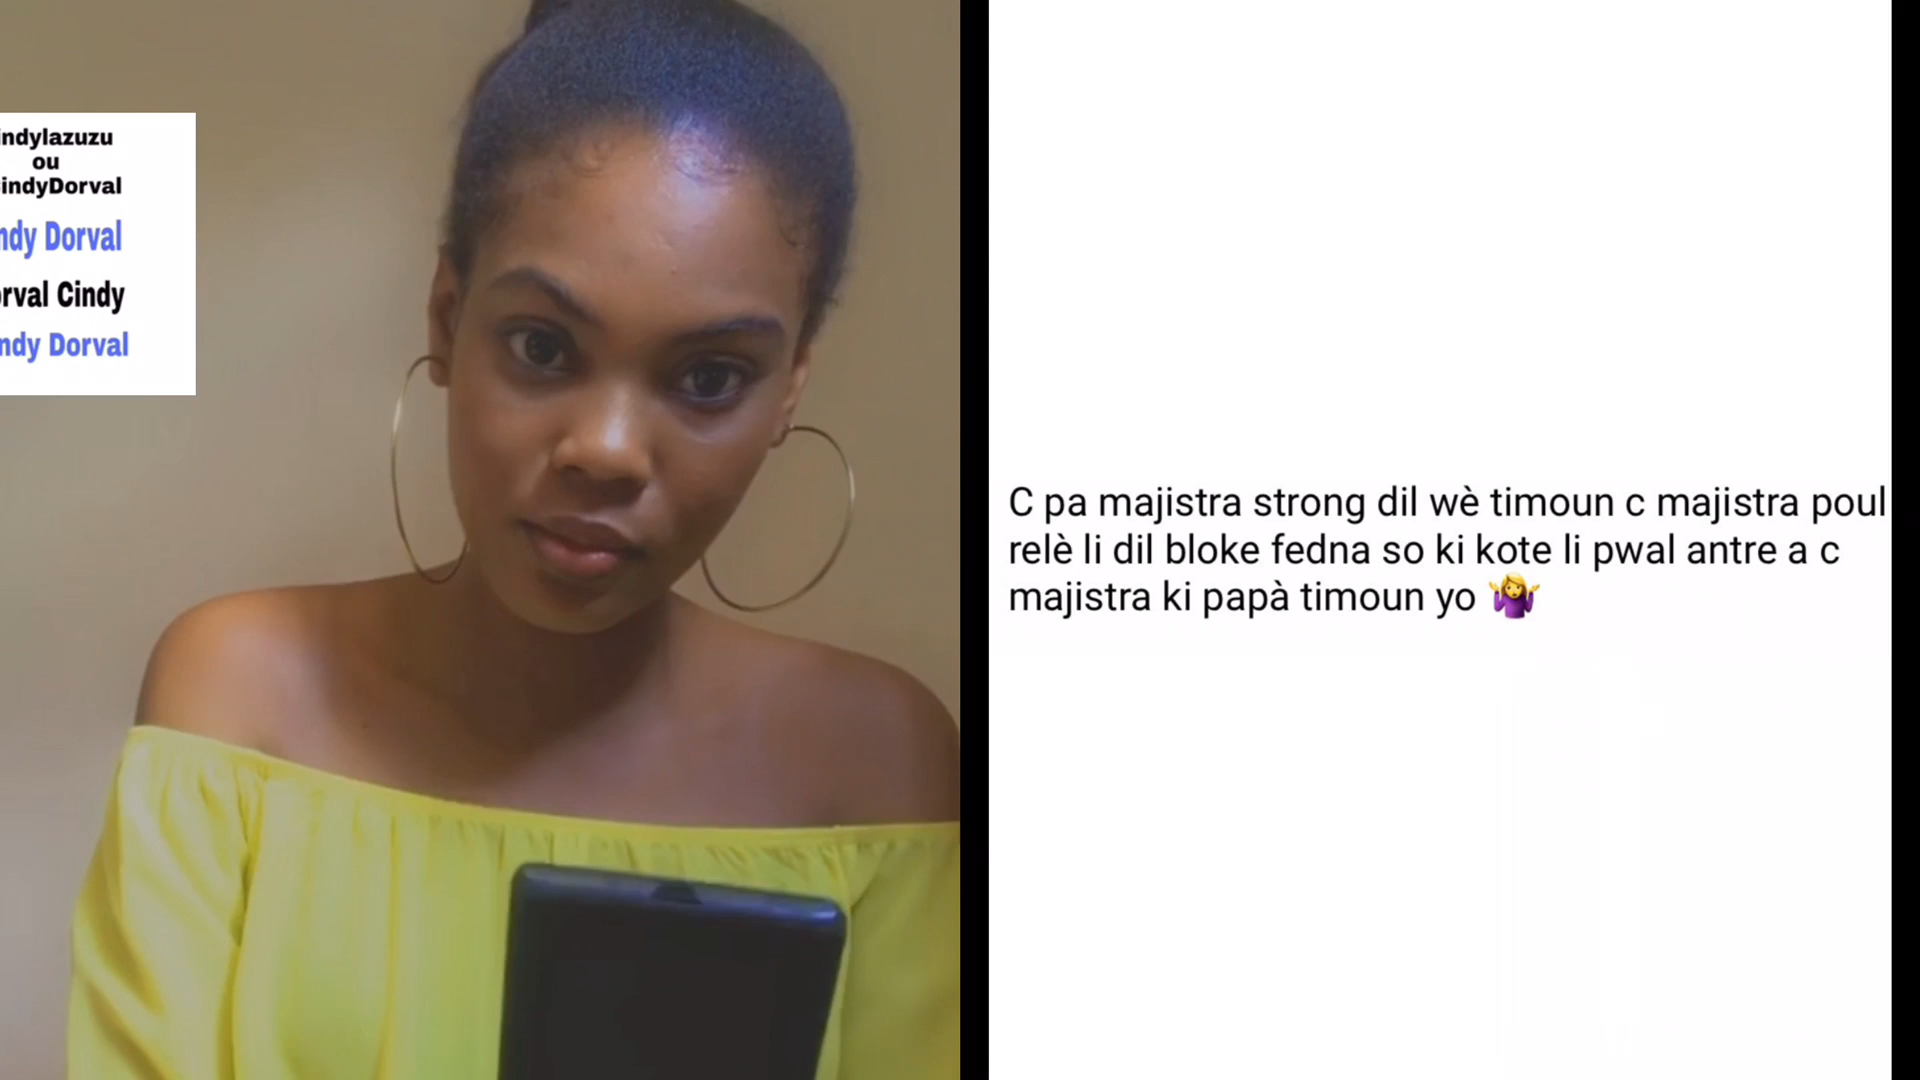 indylazuzu
ou
indyDorval
ndy Dorval
orval Cindy
ndy Dorval
C pa majistra strong dil wè timoun c majistra poul
relè li dil bloke fedna so ki kote li pwal antre a c
majistra ki papà timoun yo 🤷‍♀️